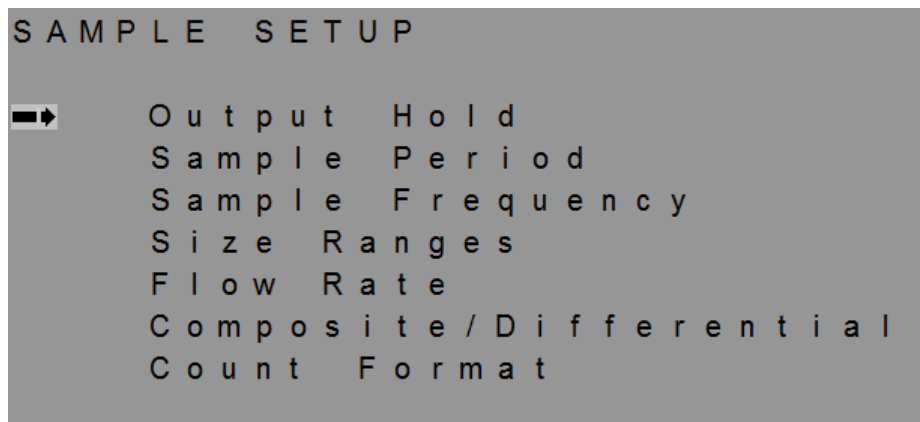 SAMPLE SETUP
Output Hold
Sample Period
Sample Frequency
Size Ranges
Flow Rate
Composite/Differential
Count Format